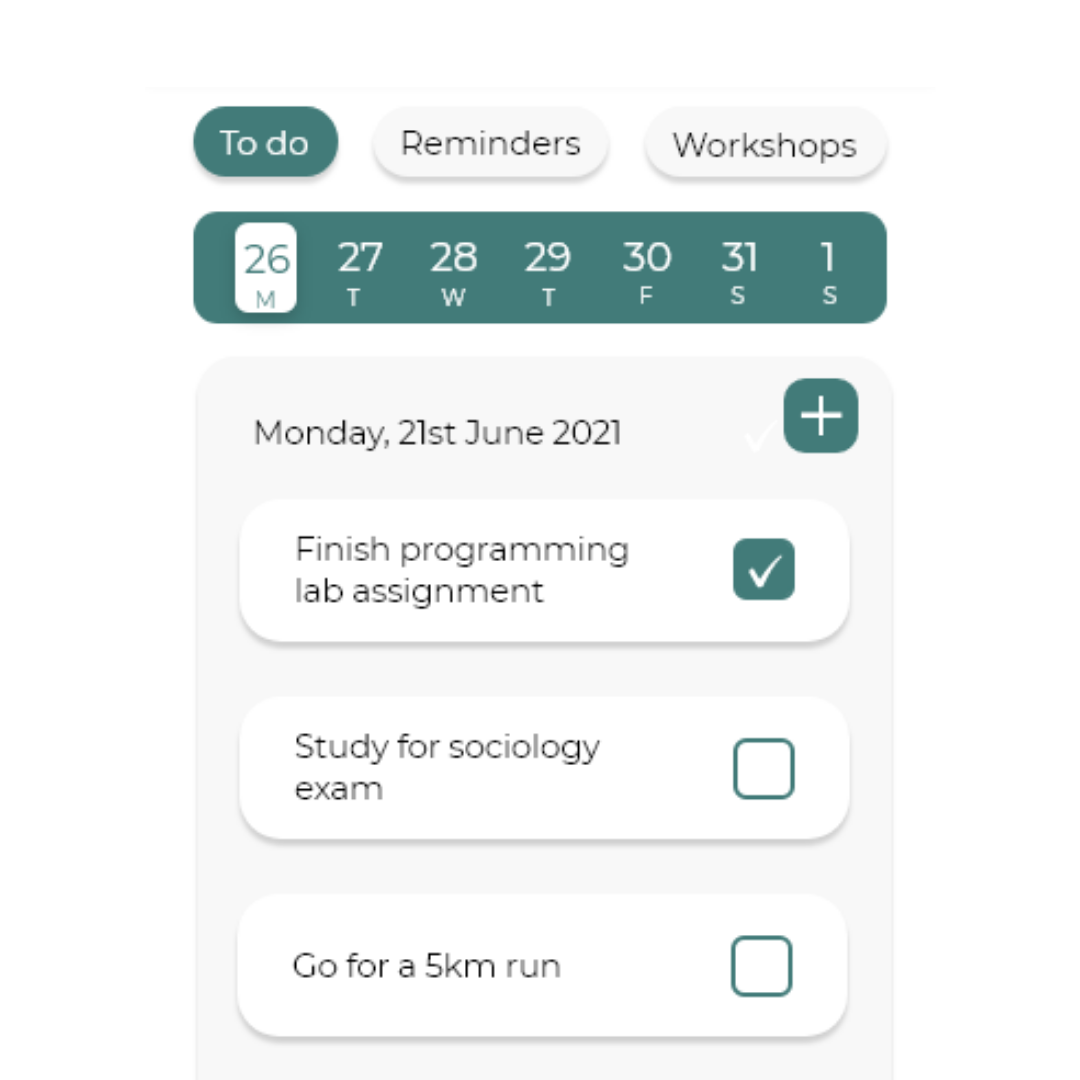 To do Reminders Workshops
26 27 28 29 30 31 1
M T W T F S S
Monday, 21st June 2021
Finish programming
lab assignment
Study for sociology
exam
Go for a 5km run